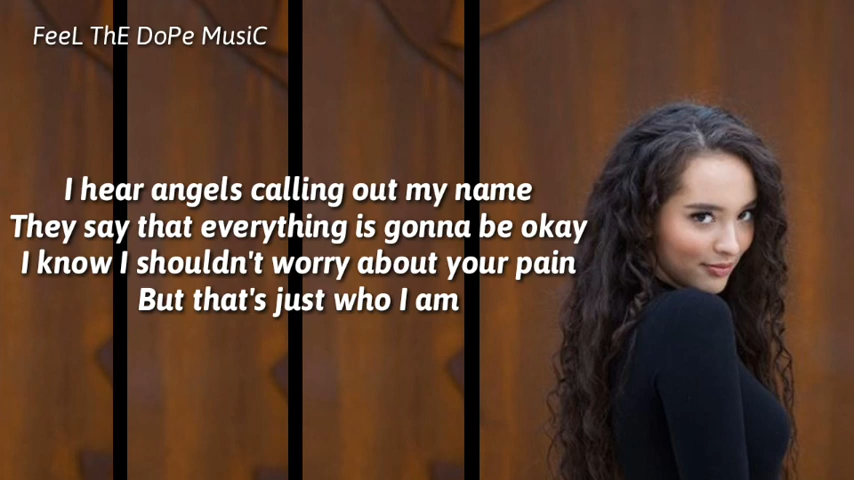 FeeL ThE DoPe MusiC
I hear angels calling out my name
They say that everything is gonna be okay
I know I shouldn't worry about your pain
But that's just who I am